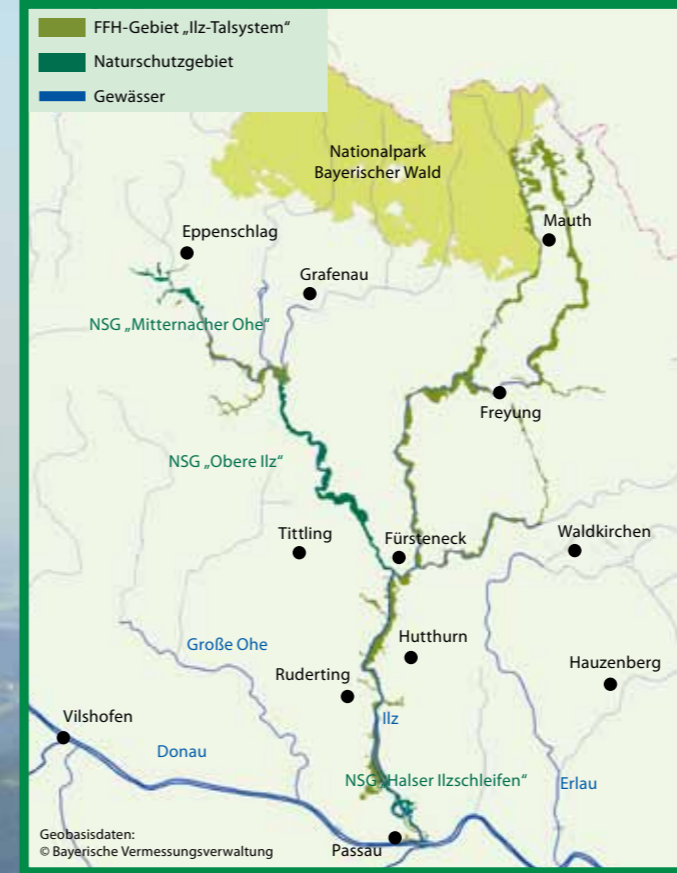 FFH-Gebiet „Ilz-Talsystem“
Naturschutzgebiet
Gewässer
Nationalpark
Bayerischer Wald
Mauth
Eppenschlag
Grafenau
NSG „Mitternacher Ohe“
Freyung
NSG „Obere Ilz“
Tittling
Fürsteneck
Waldkirchen
Große Ohe
Hutthurn
Hauzenberg
Ruderting
Vilshofen
Ilz
Donau
NSG „Halser Ilzschleifen“
Erlau
Geobasisdaten:
© Bayerische Vermessungsverwaltung
Passau